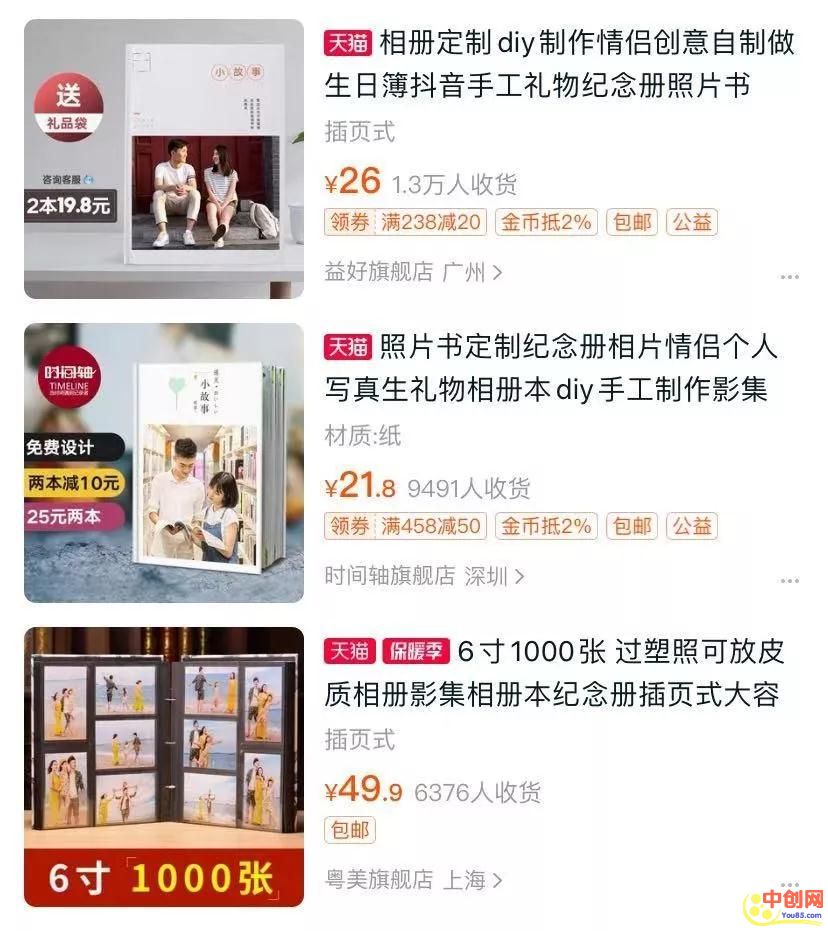 送
礼品袋
咨询客服
2本19.8元
小故事
天猫 相册定制diy制作情侣创意自制做
生日簿抖音手工礼物纪念册照片书
插页式
¥26 1.3万人收货
领券 满238减20 金币抵2% 包邮 公益
益好旗舰店 广州 >
...
时间轴
TIMELINE
免费设计
两本减10元
25元两本
小故事
天猫 照片书定制纪念册相片情侣个人
写真生礼物相册本diy手工制作影集
材质:纸
¥21.8 9491人收货
领券 满458减50 金币抵2% 包邮 公益
时间轴旗舰店 深圳 >
...
6寸 1000张
天猫 保暖季 6寸1000张 过塑照可放皮
质相册影集相册本纪念册插页式大容
插页式
¥49.9 6376人收货
包邮
粤美旗舰店 上海 >
...
中创网
You85.com